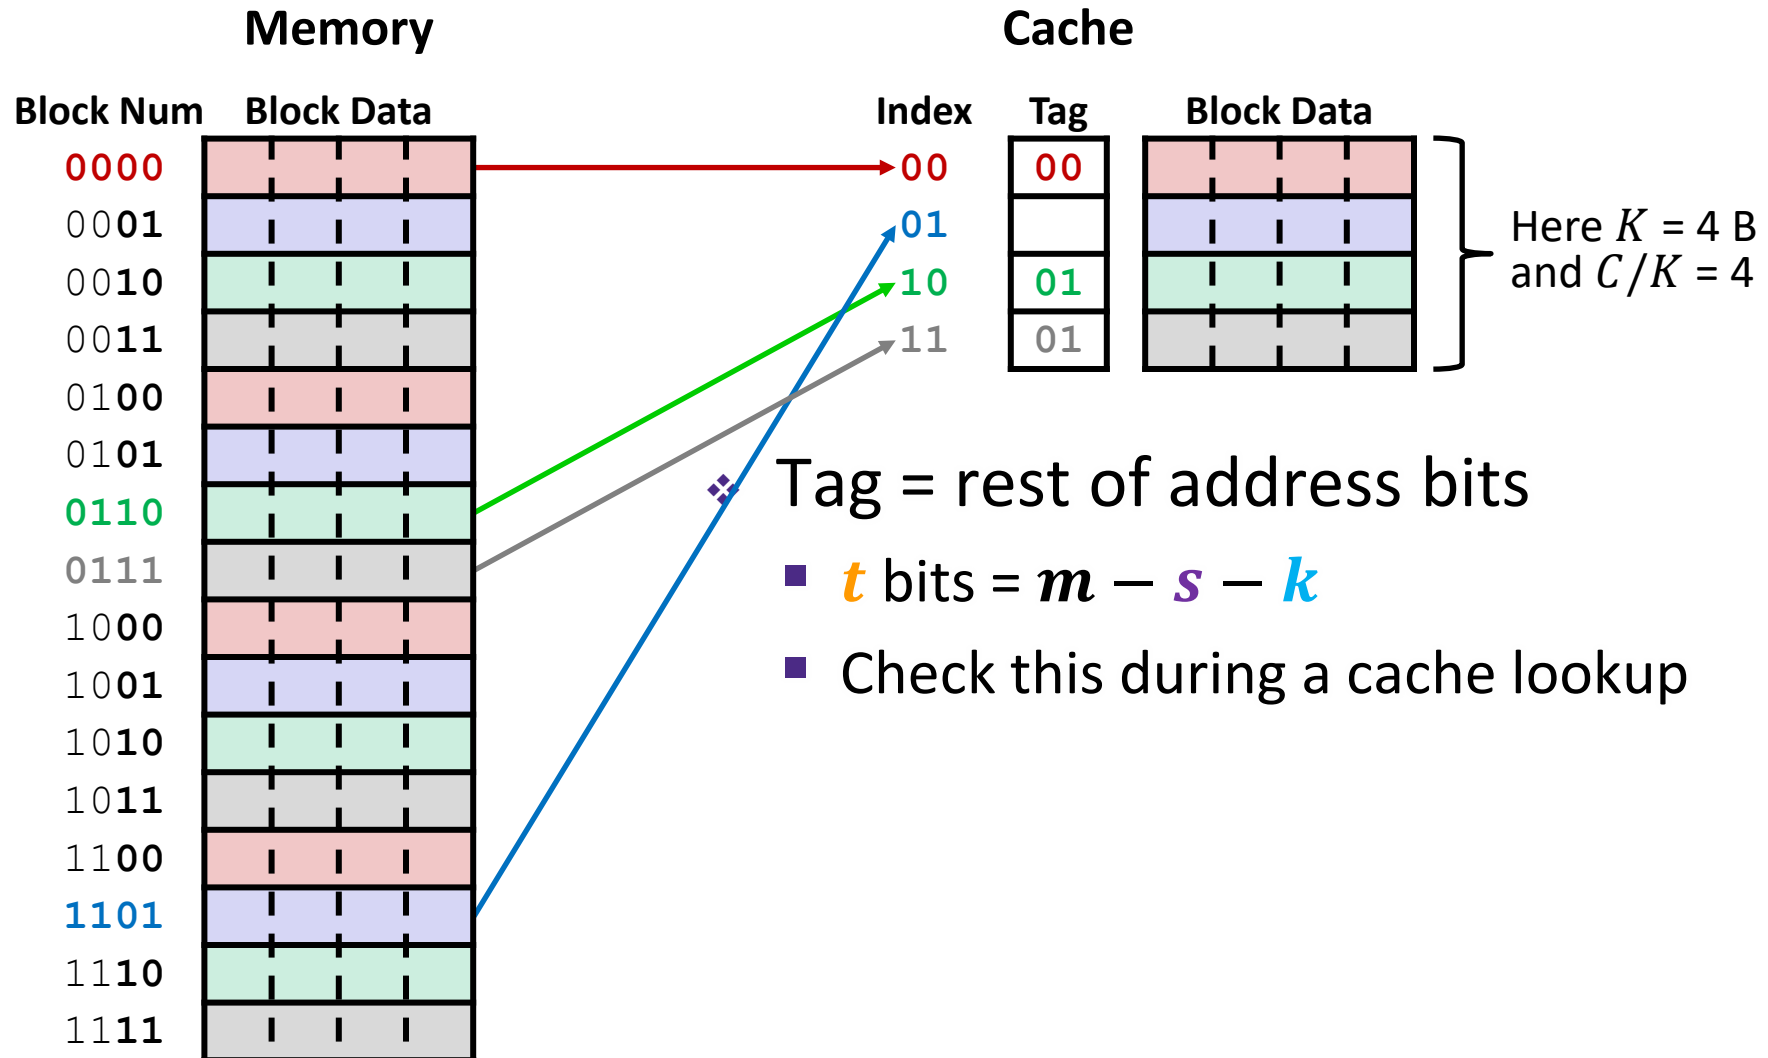 Memory Cache
Block Num Block Data Index Tag Block Data
0000 00 00
0001 01
0010 10 01
0011 11 01
Here K = 4 B
and C/K = 4
0100
0101
0110
0111
1000
1001
1010
1011
1100
1101
1110
1111
Tag = rest of address bits
t bits = m − s − k
Check this during a cache lookup